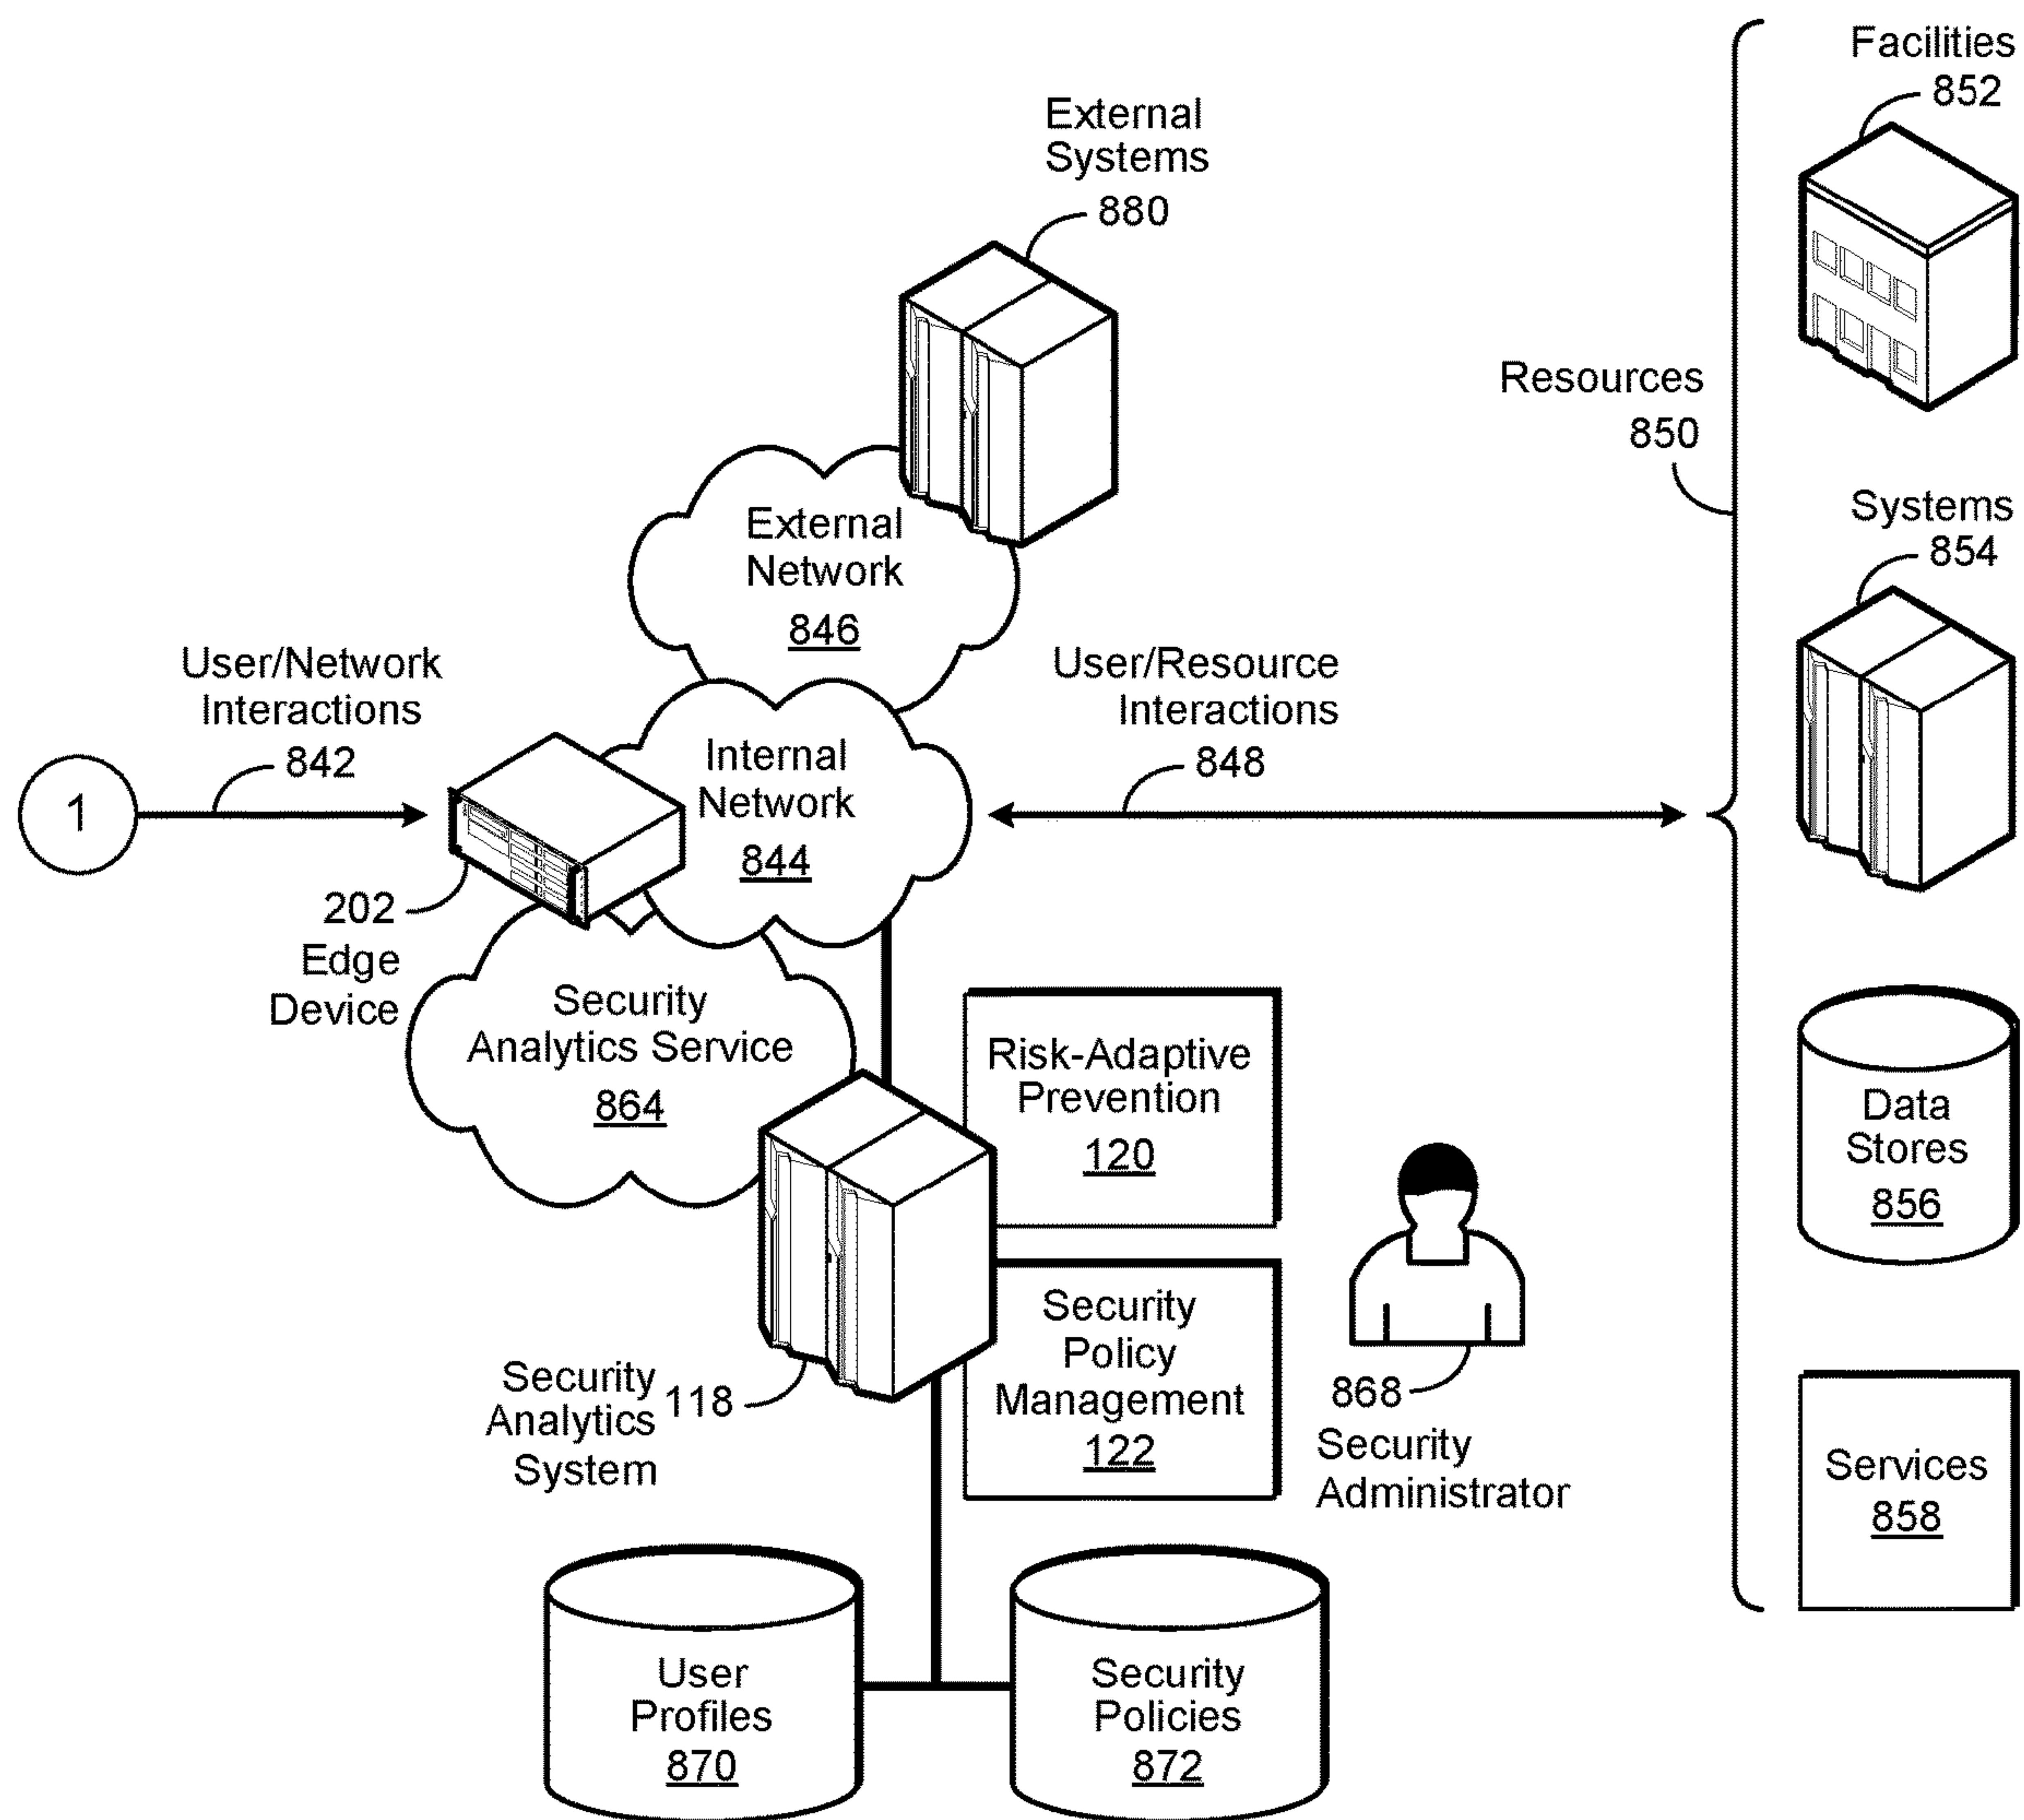 Facilities
852
External
Systems
880
Resources
850
Systems
854
External
Network
846
User/Network
Interactions
842
User/Resource
Interactions
848
1
Internal
Network
844
202
Edge
Device
Security
Analytics Service
864
Risk-Adaptive
Prevention
120
Data
Stores
856
Security
Policy
Management
122
Security
Analytics
System
118
868
Security
Administrator
Services
858
User
Profiles
870
Security
Policies
872